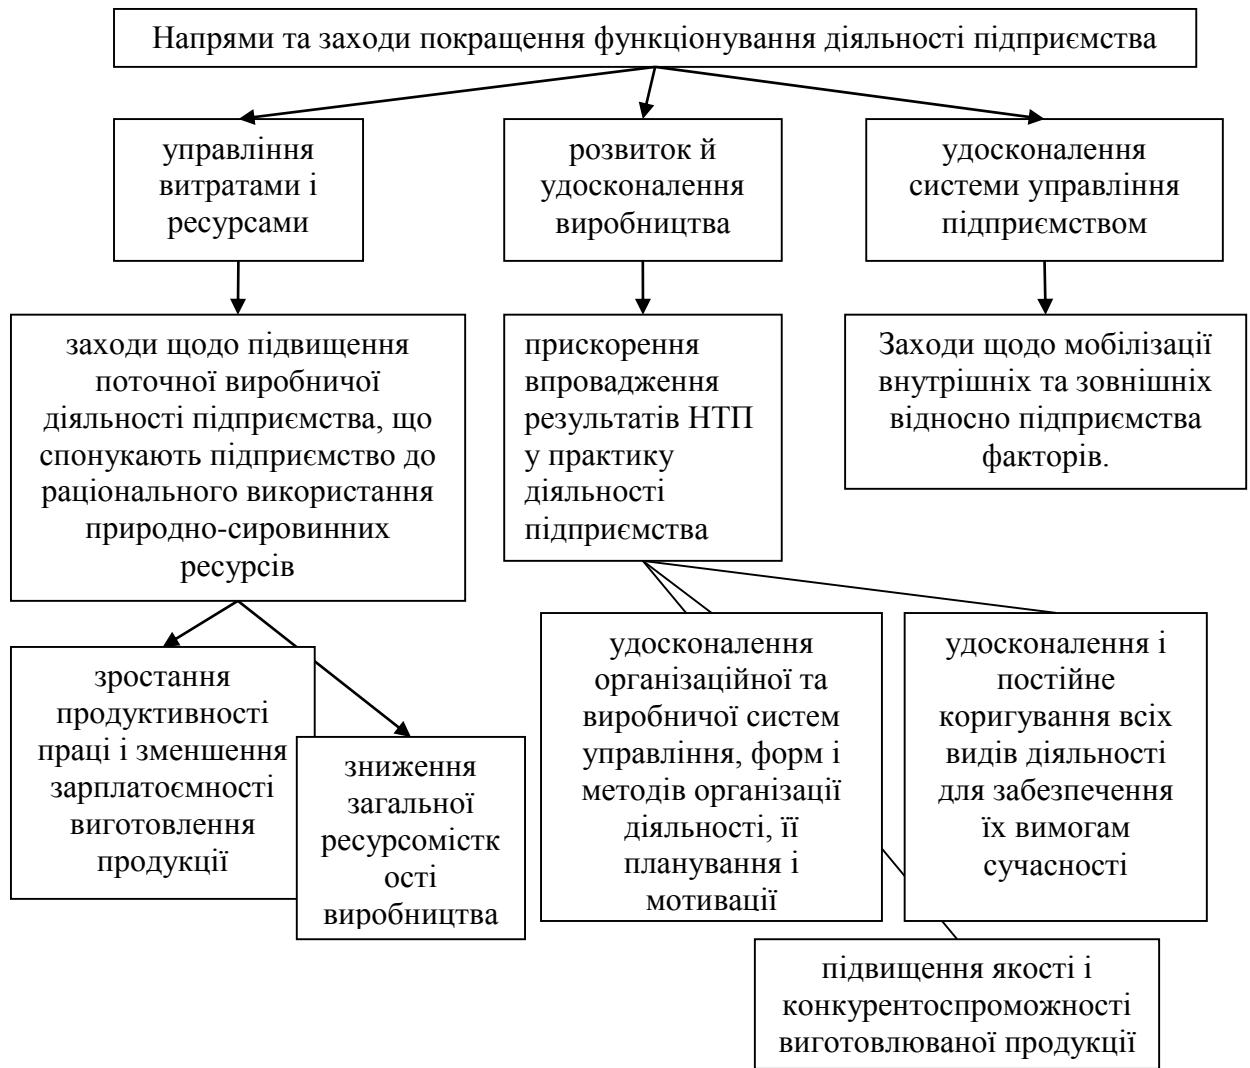 Напрями та заходи покращення функціонування діяльності підприємства
управління
витратами і
ресурсами
розвиток й
удосконалення
виробництва
удосконалення
системи управління
підприємством
заходи щодо підвищення
поточної виробничої
діяльності підприємства, що
спонукають підприємство до
раціонального використання
природно-сировинних
ресурсів
прискорення
впровадження
результатів НТП
у практику
діяльності
підприємства
Заходи щодо мобілізації
внутрішніх та зовнішніх
відносно підприємства
факторів.
зростання
продуктивності
праці і зменшення
зарплатоємності
виготовлення
продукції
зниження
загальної
ресурсомістк
ості
виробництва
удосконалення
організаційної та
виробничої систем
управління, форм і
методів організації
діяльності, її
планування і
мотивації
удосконалення і
постійне
коригування всіх
видів діяльності
для забезпечення
їх вимогам
сучасності
підвищення якості і
конкурентоспроможності
виготовлюваної продукції